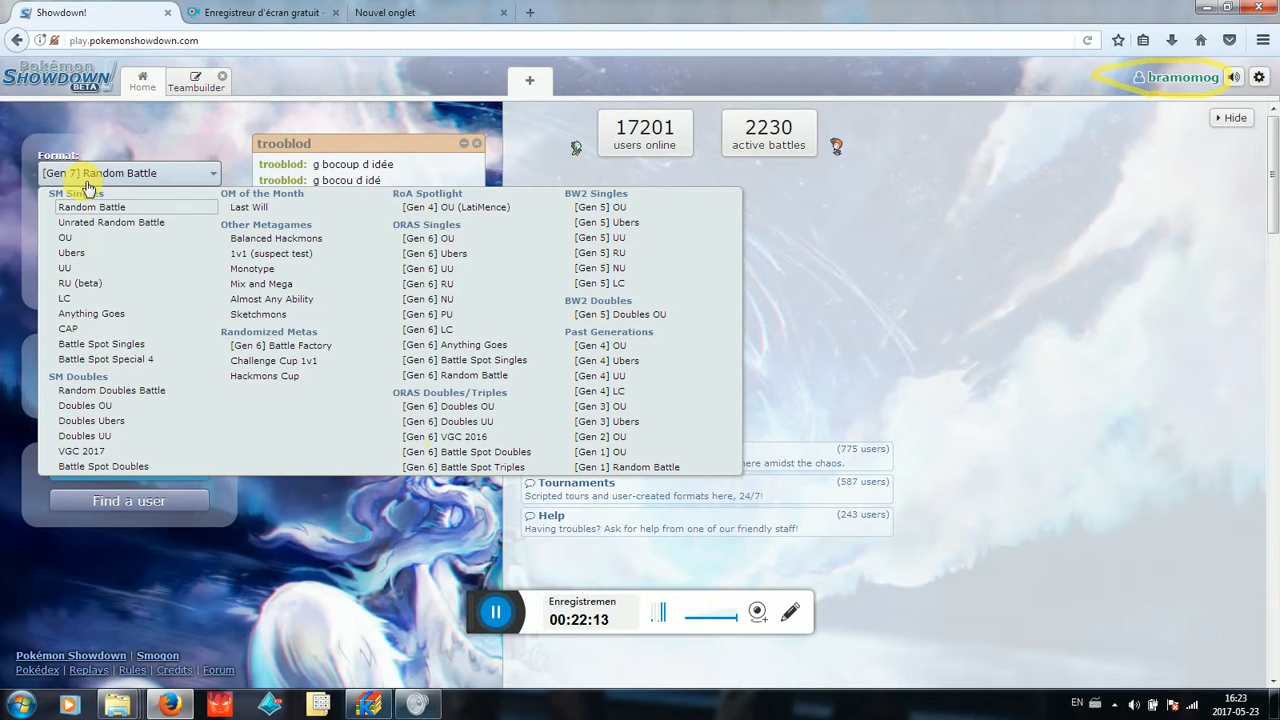 Showdown!
Enregistreur d'écran gratuit -
Nouvel onglet
play.pokemonshowdown.com
Pokémon
SHOWDOWN
BETA
Home
Teambuilder
+
bramomog
Hide
17201
users online
2230
active battles
Format:
[Gen 7] Random Battle
trooblod
trooblod: g bocoup d idée
trooblod: g bocou d idé
SM Singles
Random Battle
Unrated Random Battle
OU
Ubers
UU
RU (beta)
LC
Anything Goes
CAP
Battle Spot Singles
Battle Spot Special 4
SM Doubles
Random Doubles Battle
Doubles OU
Doubles Ubers
Doubles UU
VGC 2017
Battle Spot Doubles
OM of the Month
Last Will
Other Metagames
Balanced Hackmons
1v1 (suspect test)
Monotype
Mix and Mega
Almost Any Ability
Sketchmons
Randomized Metas
[Gen 6] Battle Factory
Challenge Cup 1v1
Hackmons Cup
RoA Spotlight
[Gen 4] OU (LatiMence)
ORAS Singles
[Gen 6] OU
[Gen 6] Ubers
[Gen 6] UU
[Gen 6] RU
[Gen 6] NU
[Gen 6] PU
[Gen 6] LC
[Gen 6] Anything Goes
[Gen 6] Battle Spot Singles
[Gen 6] Random Battle
ORAS Doubles/Triples
[Gen 6] Doubles OU
[Gen 6] Doubles UU
[Gen 6] VGC 2016
[Gen 6] Battle Spot Doubles
[Gen 6] Battle Spot Triples
BW2 Singles
[Gen 5] OU
[Gen 5] Ubers
[Gen 5] UU
[Gen 5] RU
[Gen 5] NU
[Gen 5] LC
BW2 Doubles
[Gen 5] Doubles OU
Past Generations
[Gen 4] OU
[Gen 4] Ubers
[Gen 4] UU
[Gen 4] LC
[Gen 3] OU
[Gen 3] Ubers
[Gen 2] OU
[Gen 1] OU
[Gen 1] Random Battle
(775 users)
here amidst the chaos.
Tournaments (587 users)
Scripted tours and user-created formats here, 24/7!
Help (243 users)
Having troubles? Ask for help from one of our friendly staff!
Find a user
Enregistremen
00:22:13
Pokémon Showdown | Smogon
Pokédex | Replays | Rules | Credits | Forum
EN
16:23
2017-05-23